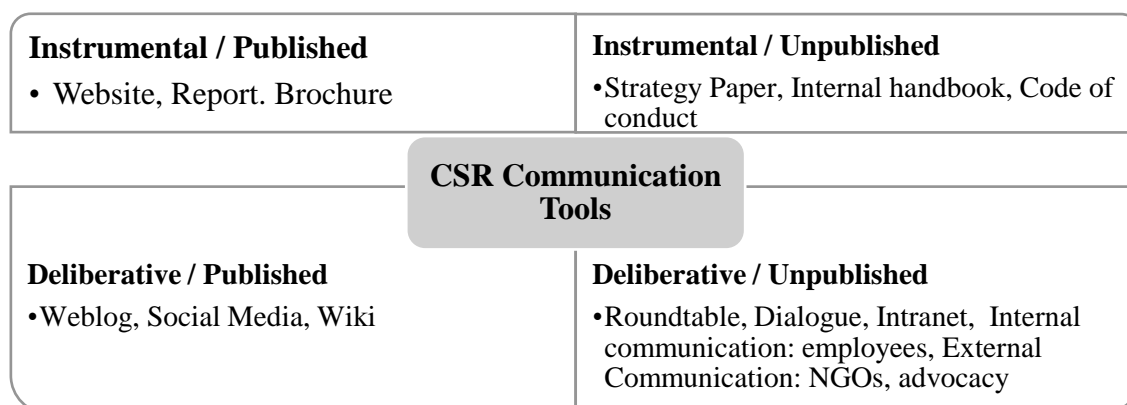 Instrumental / Published
• Website, Report. Brochure
Instrumental / Unpublished
•Strategy Paper, Internal handbook, Code of
conduct
CSR Communication
Tools
Deliberative / Published
•Weblog, Social Media, Wiki
Deliberative / Unpublished
•Roundtable, Dialogue, Intranet, Internal
communication: employees, External
Communication: NGOs, advocacy